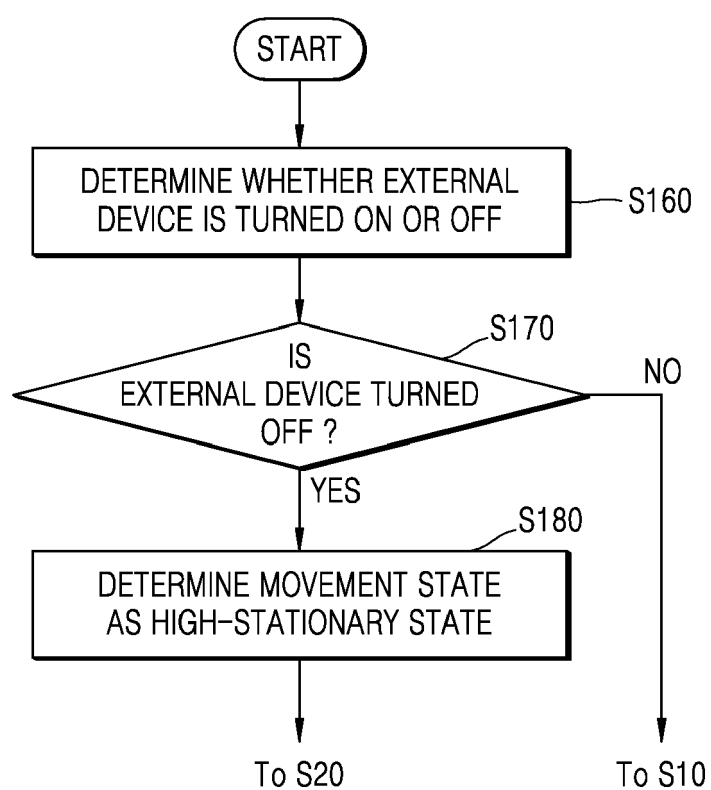 START
DETERMINE WHETHER EXTERNAL
DEVICE IS TURNED ON OR OFF
S160
S170
IS
EXTERNAL DEVICE TURNED
OFF ?
NO
YES
S180
DETERMINE MOVEMENT STATE
AS HIGH-STATIONARY STATE
To S20
To S10